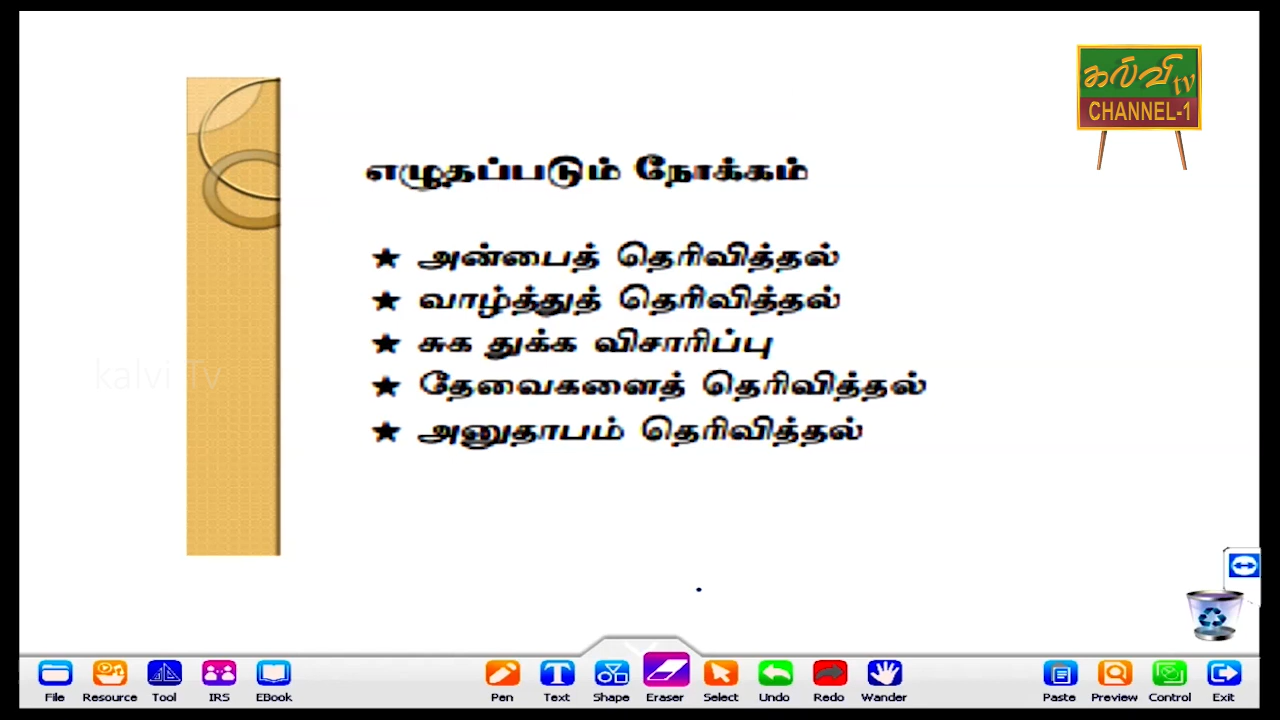 கல்வி tv
CHANNEL-1
எழுதப்படும் நோக்கம்
★ அன்பைத் தெரிவித்தல்
★ வாழ்த்துத் தெரிவித்தல்
★ சுக துக்க விசாரிப்பு
★ தேவைகளைத் தெரிவித்தல்
★ அனுதாபம் தெரிவித்தல்
kalvi Tv
File Resource Tool IRS EBook Pen Text Shape Eraser Select Undo Redo Wander Paste Preview Control Exit